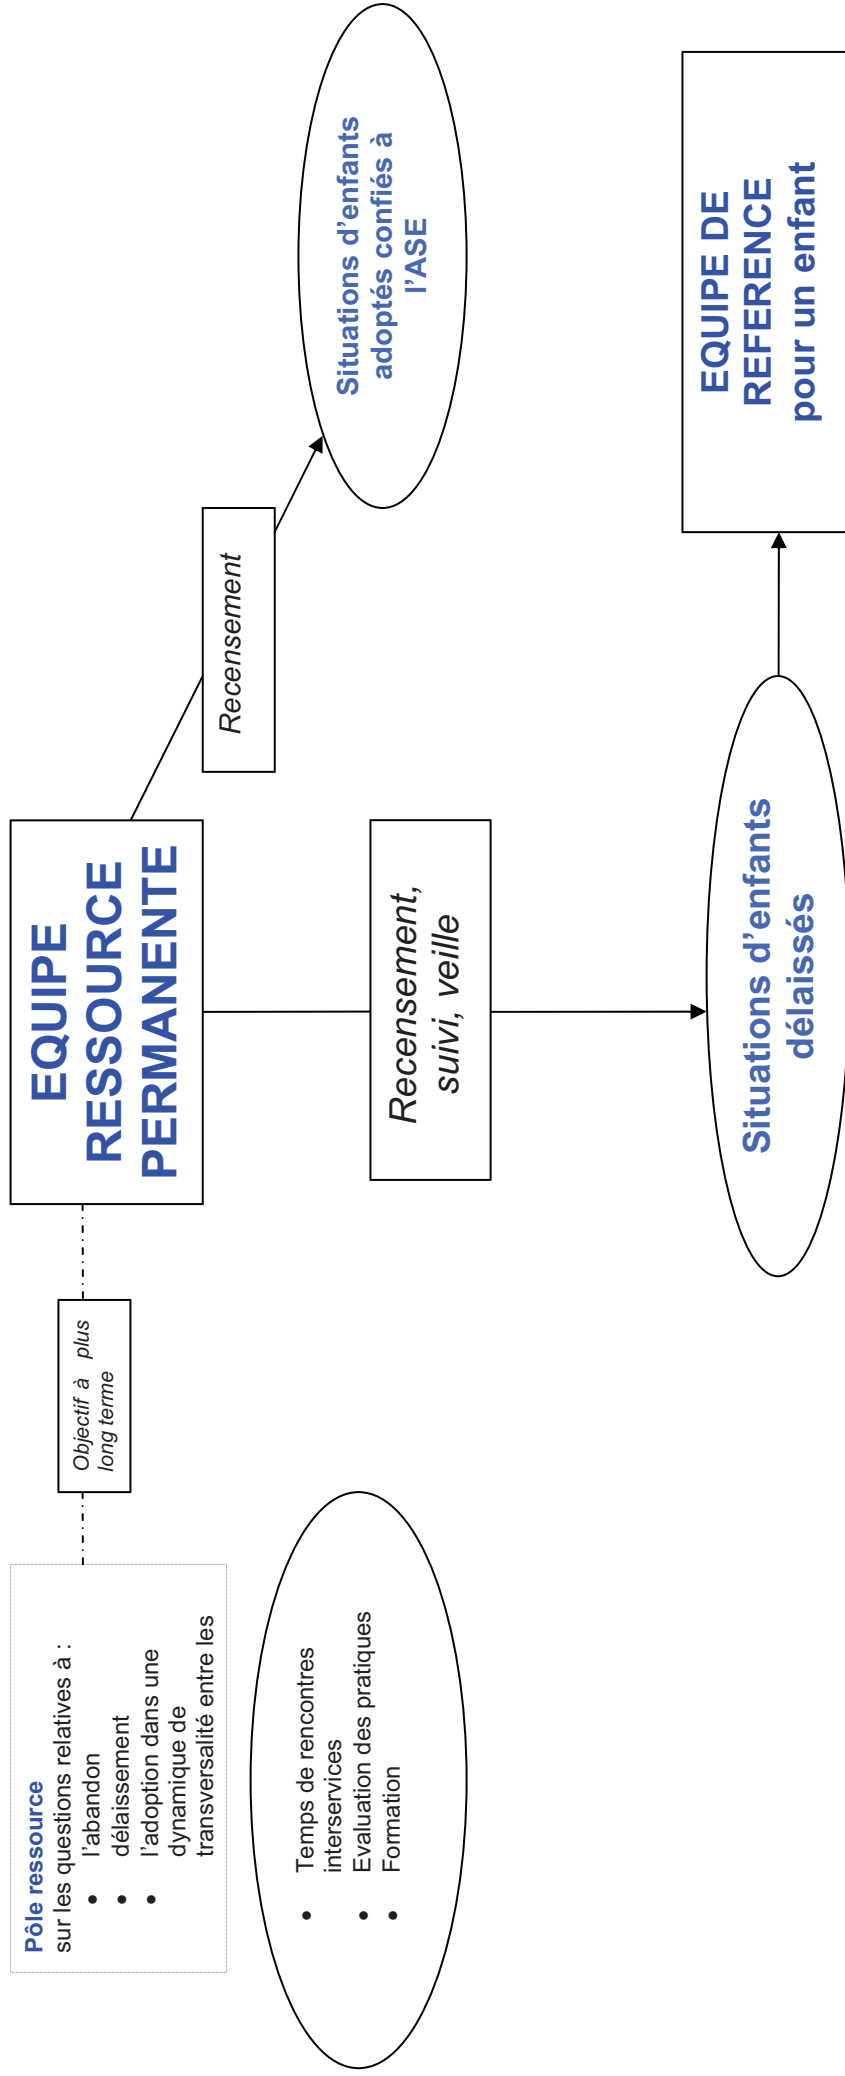 Pôle ressource
sur les questions relatives à :
• l'abandon
• délaissement
• l'adoption dans une
dynamique de
transversalité entre les
Objectif à plus
long terme
EQUIPE
RESSOURCE
PERMANENTE
Recensement
Situations d'enfants
adoptés confiés à
l'ASE
• Temps de rencontres
interservices
• Evaluation des pratiques
• Formation
Recensement,
suivi, veille
Situations d'enfants
délaissés
EQUIPE DE
REFERENCE
pour un enfant